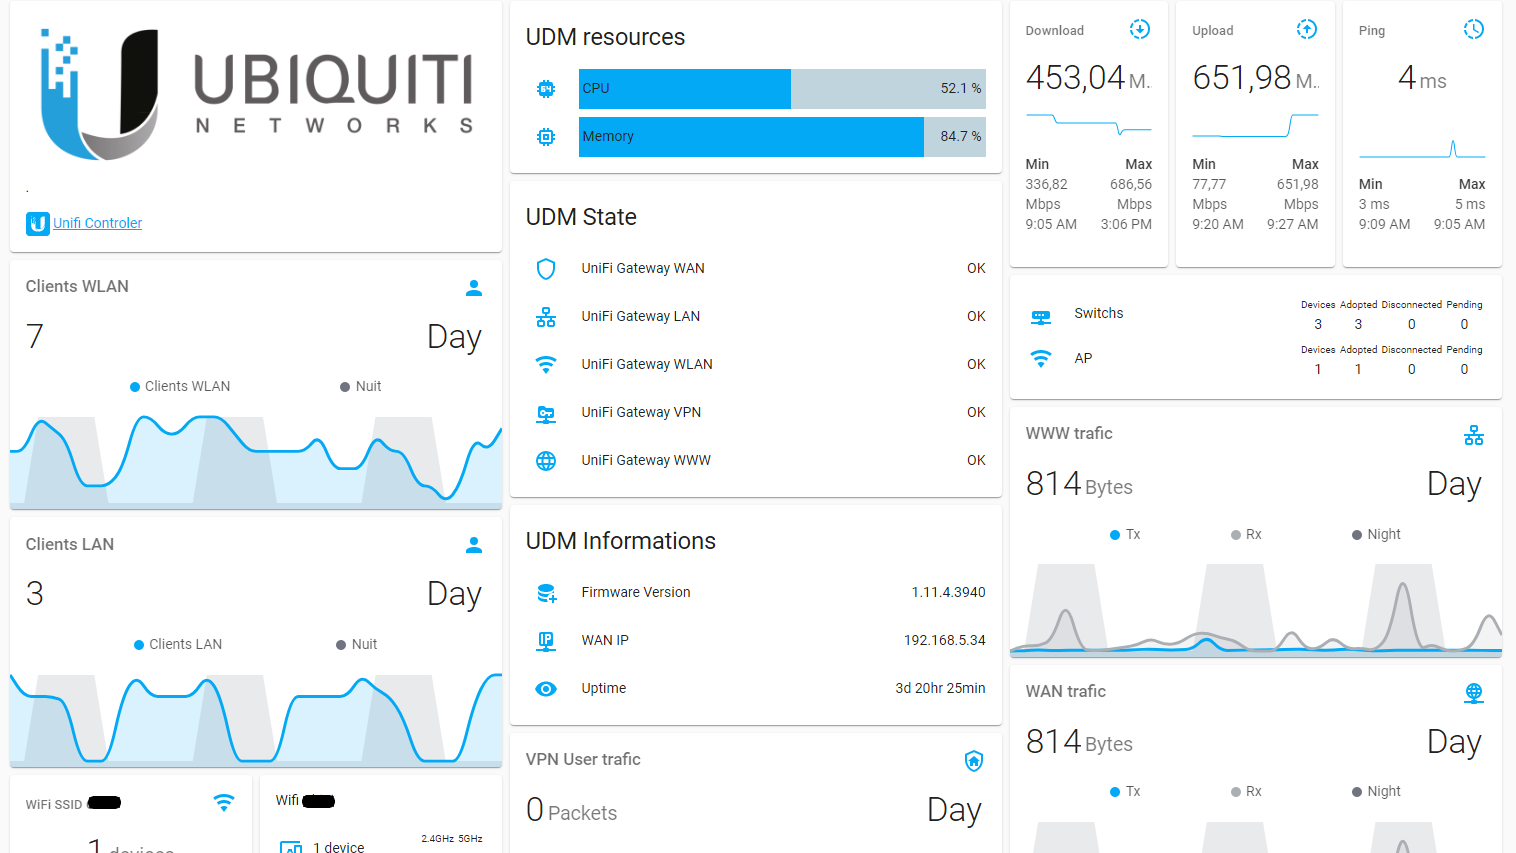 UBIQUITI
NETWORKS
.
Unifi Controler
Clients WLAN
7 Day
Clients WLAN Nuit
Clients LAN
3 Day
Clients LAN Nuit
WiFi SSID
1 devices
Wifi
2.4GHz 5GHz
1 device
UDM resources
64
CPU 52.1 %
Memory 84.7 %
UDM State
UniFi Gateway WAN OK
UniFi Gateway LAN OK
UniFi Gateway WLAN OK
UniFi Gateway VPN OK
UniFi Gateway WWW OK
UDM Informations
Firmware Version 1.11.4.3940
IP
WAN IP 192.168.5.34
Uptime 3d 20hr 25min
VPN User trafic
0 Packets Day
Download
453,04 M..
Min Max
336,82 686,56
Mbps Mbps
9:05 AM 3:06 PM
Upload
651,98 M..
Min Max
77,77 651,98
Mbps Mbps
9:20 AM 9:27 AM
Ping
4 ms
Min Max
3 ms 5 ms
9:09 AM 9:05 AM
Devices Adopted Disconnected Pending
Switchs 3 3 0 0
Devices Adopted Disconnected Pending
AP 1 1 0 0
WWW trafic
814 Bytes Day
Tx Rx Night
WAN trafic
814 Bytes Day
Tx Rx Night